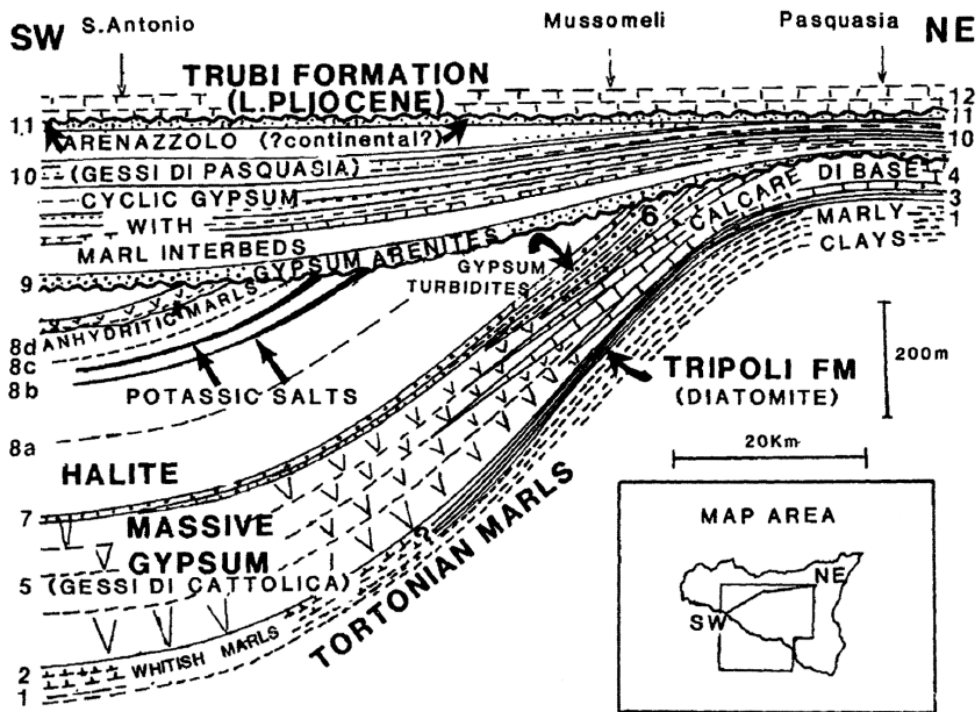 SW
S.Antonio
Mussomeli
Pasquasia
NE
TRUBI FORMATION
(L.PLIOCENE)
12
11
11
ARENAZZOLO (?continental?)
10
10
(GESSI DI PASQUASIA)
CYCLIC GYPSUM
WITH
MARL INTERBEDS
CALCARE DI BASE
4
3
1
6
MARLY
CLAYS
GYPSUM ARENITES
GYPSUM
TURBIDITES
9
ANHYDRITIC MARLS
8d
8c
8b
POTASSIC SALTS
TRIPOLI FM
(DIATOMITE)
200m
20Km
8a
HALITE
7
MASSIVE
GYPSUM
5
(GESSI DI CATTOLICA)
?
TORTONIAN MARLS
WHITISH MARLS
2
1
MAP AREA
NE
SW